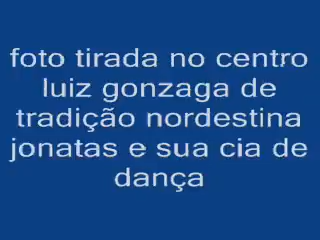 foto tirada no centro
luiz gonzaga de
tradição nordestina
jonatas e sua cia de
dança